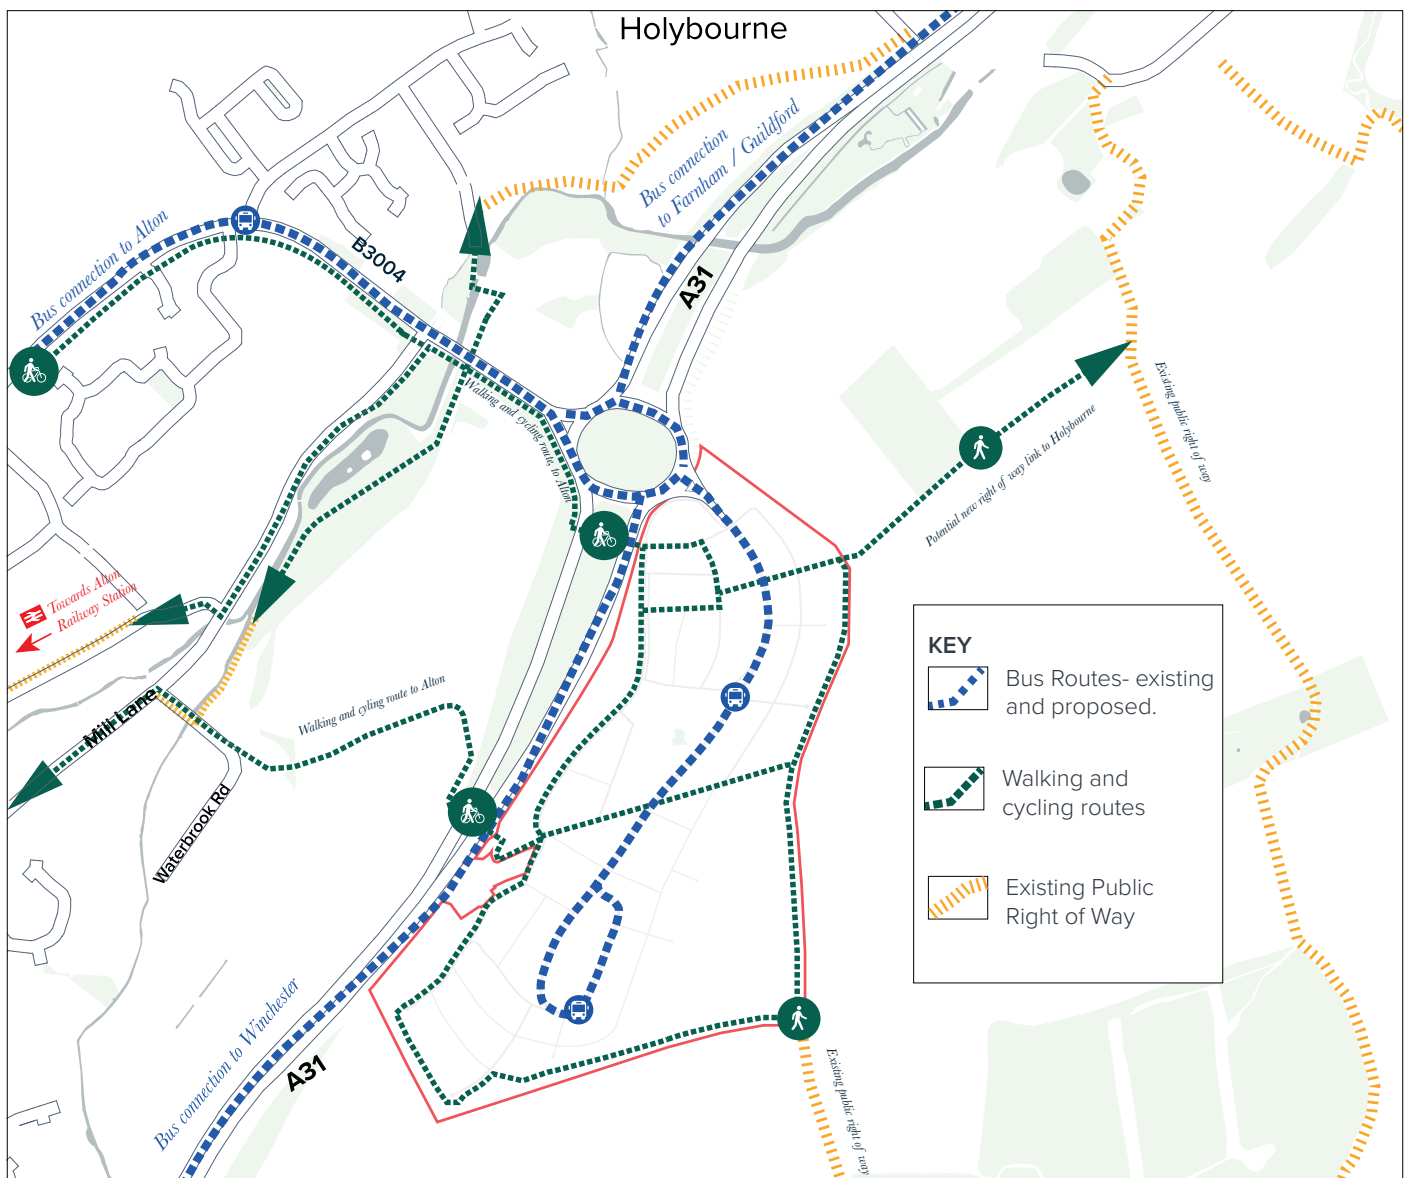 Holybourne
Bus connection
to Farnham / Guildford
Bus connection to Alton
B3004
A31
Walking and cycling route, to Alton
Existing public right of way
Potential new right of way link to Holybourne
Towards Alton
Railway Station
Mill Lane
Walking and cyling route to Alton
Waterbrook Rd
KEY
Bus Routes- existing
and proposed.
Walking and
cycling routes
Existing Public
Right of Way
Bus connection to Winchester
A31
Existing public right of way